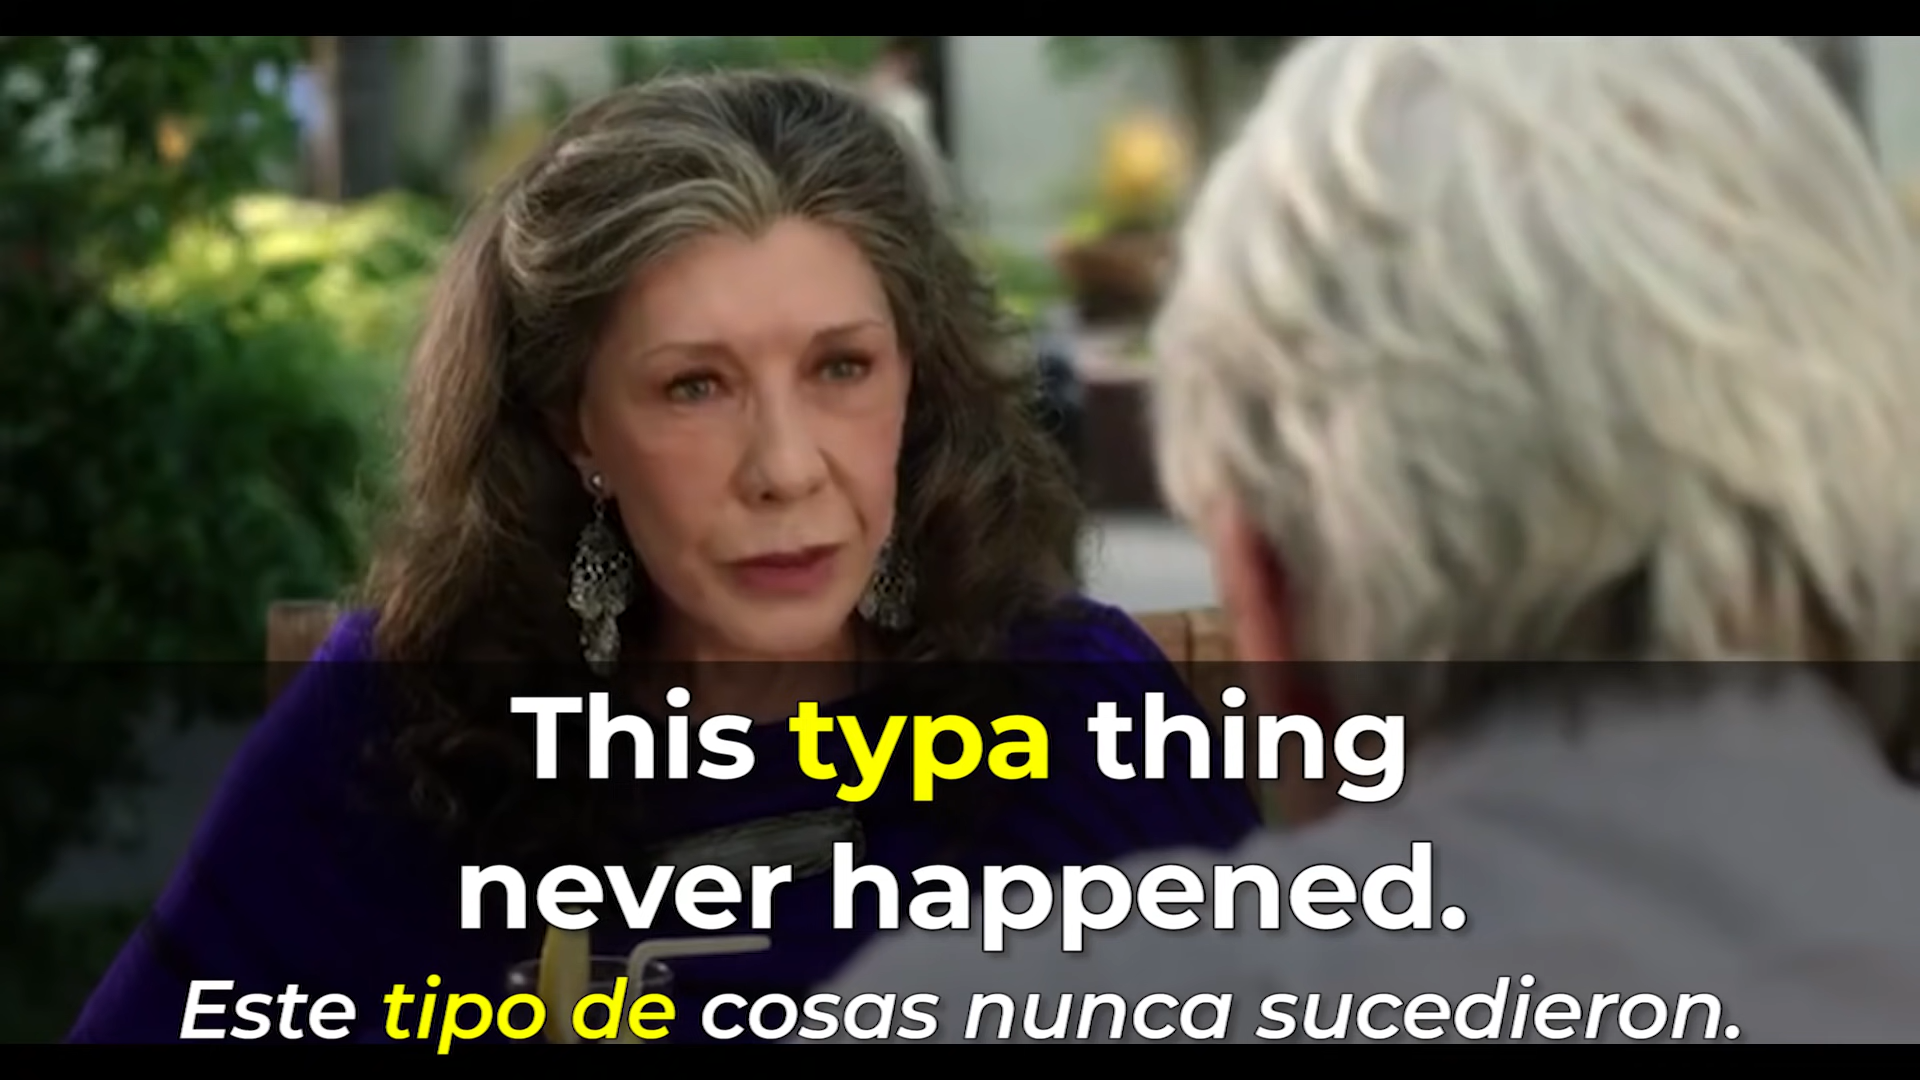 This typa thing
never happened.
Este tipo de cosas nunca sucedieron.